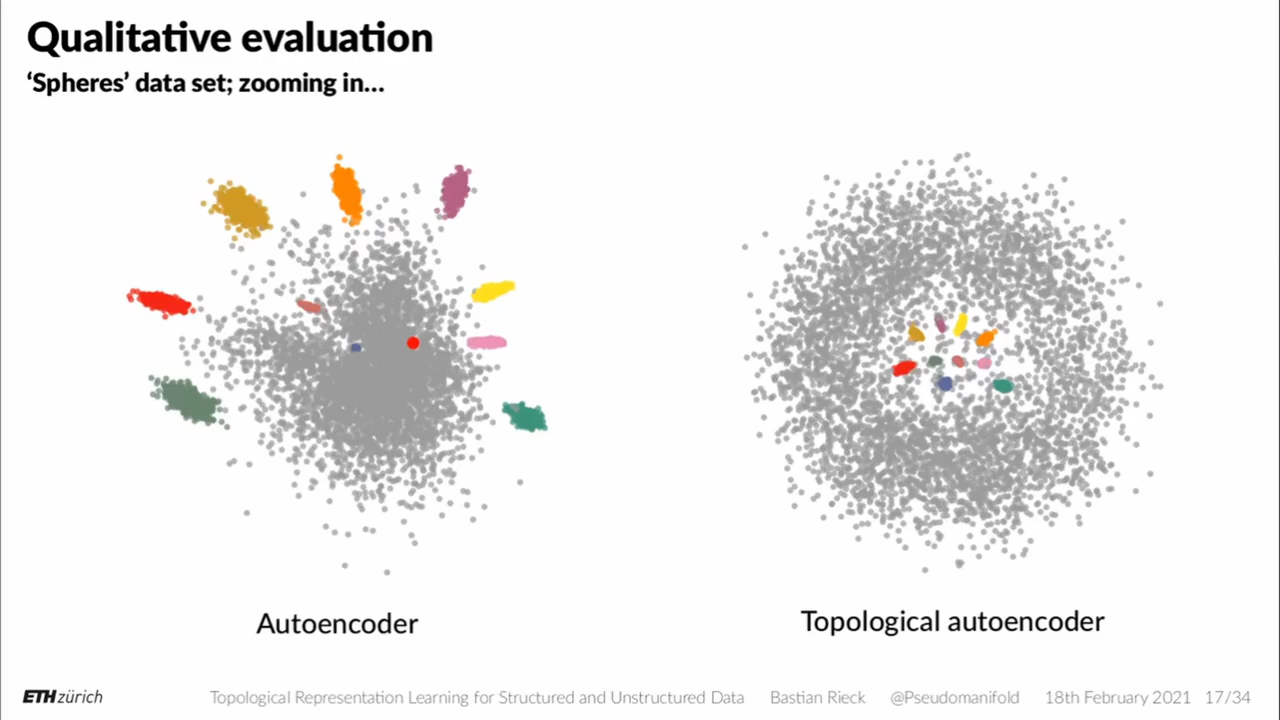 Qualitative evaluation
‘Spheres’ data set; zooming in...
Autoencoder
Topological autoencoder
ETH zürich Topological Representation Learning for Structured and Unstructured Data Bastian Rieck @Pseudomanifold 18th February 2021 17/34